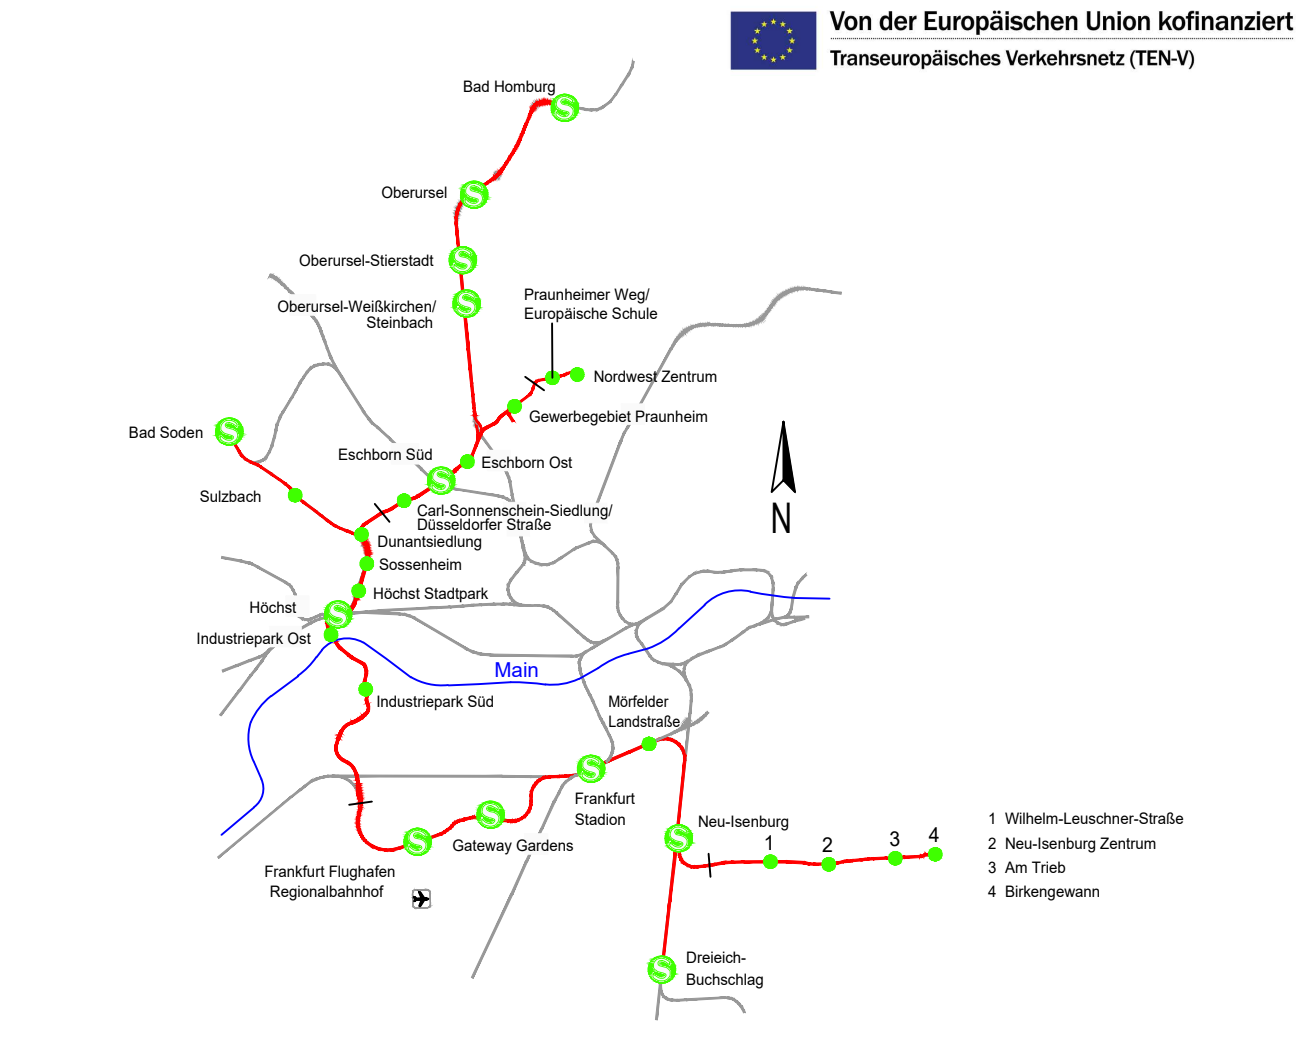 Von der Europäischen Union kofinanziert
Transeuropäisches Verkehrsnetz (TEN-V)
Bad Homburg
S
Oberursel
S
Oberursel-Stierstadt
S
Oberursel-Weißkirchen/
Steinbach
S
Praunheimer Weg/
Europäische Schule
Nordwest Zentrum
Gewerbegebiet Praunheim
Bad Soden
S
Eschborn Süd
S
Eschborn Ost
Sulzbach
Carl-Sonnenschein-Siedlung/
Düsseldorfer Straße
N
Dunantsiedlung
Sossenheim
Höchst Stadtpark
Höchst
S
Industriepark Ost
Main
Industriepark Süd
Mörfelder
Landstraße
S
Frankfurt
Stadion
S
Gateway Gardens
S
Frankfurt Flughafen
Regionalbahnhof
Neu-Isenburg
S
1
2
3
4
1 Wilhelm-Leuschner-Straße
2 Neu-Isenburg Zentrum
3 Am Trieb
4 Birkengewann
S
Dreieich-
Buchschlag